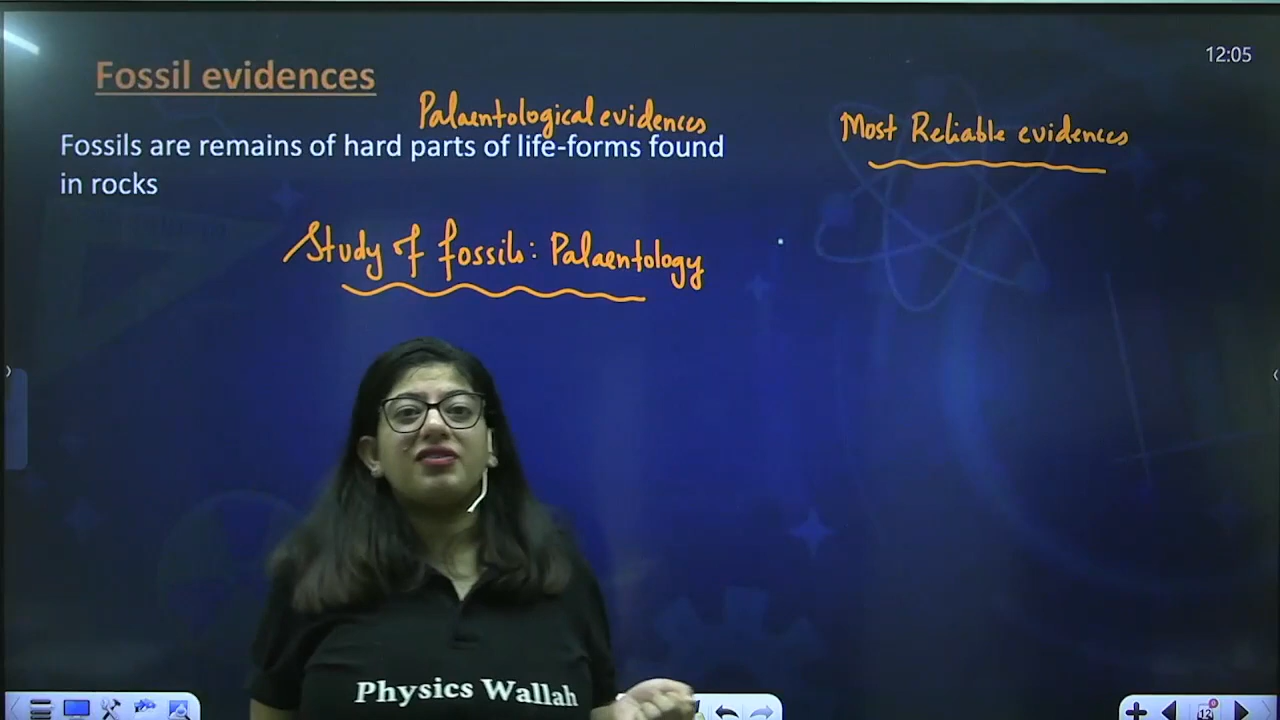 12:05
Fossil evidences
Palaentological evidences
Most Reliable evidences
Fossils are remains of hard parts of life-forms found
in rocks
Study of fossils: Palaentology
Physics Wallah
12